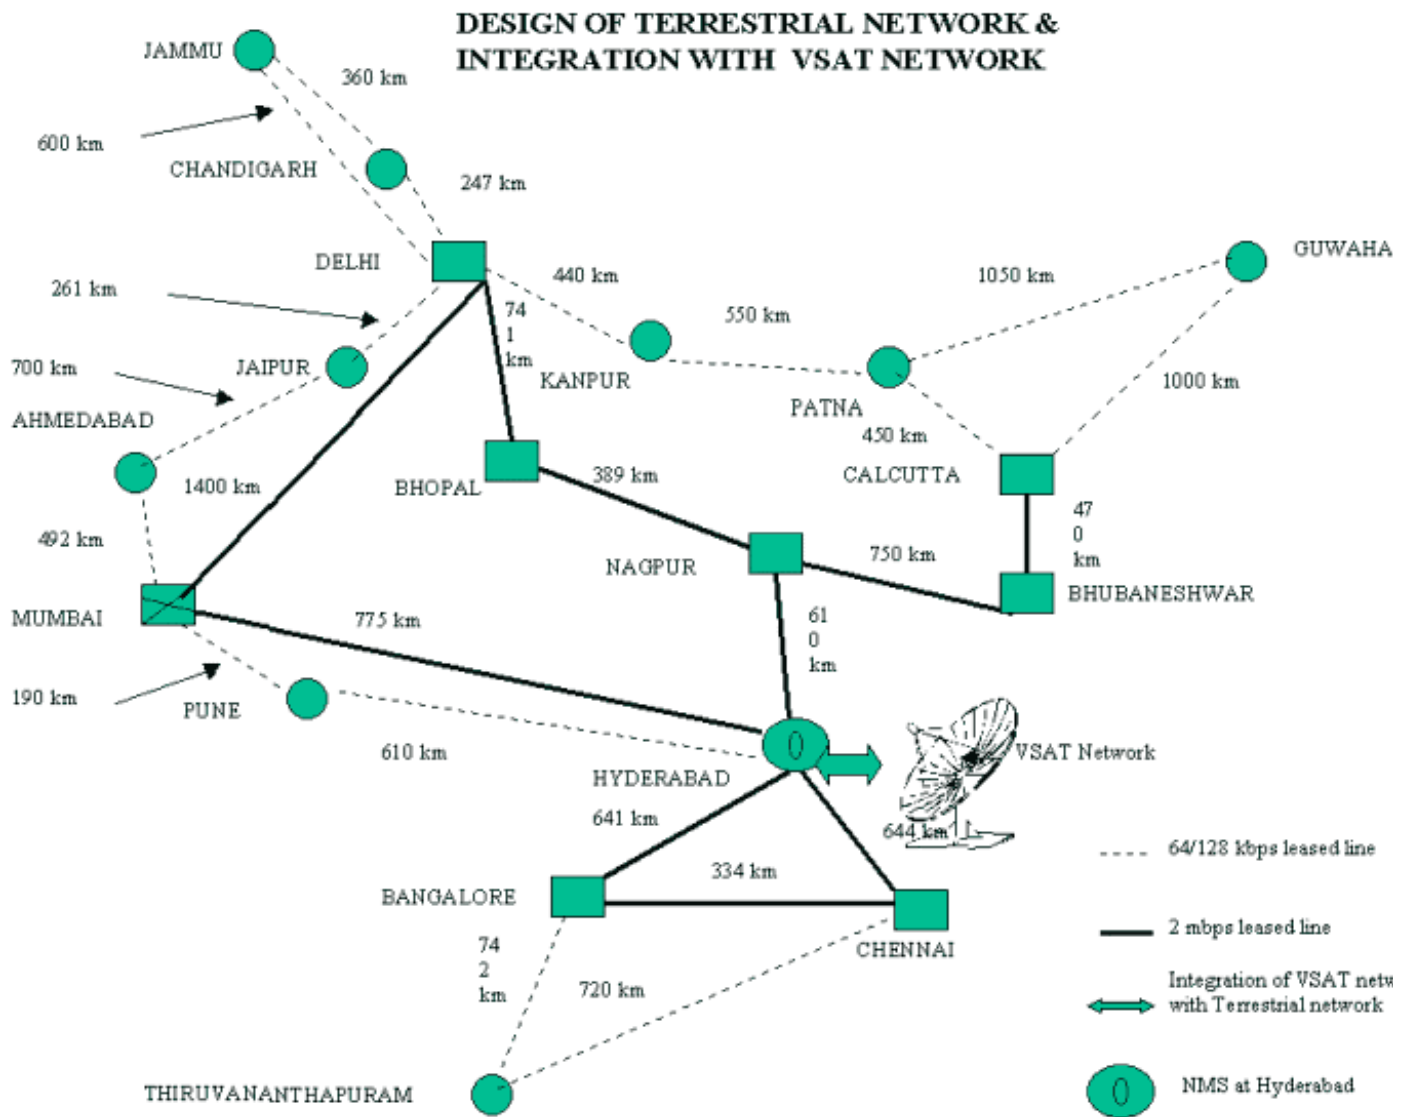 DESIGN OF TERRESTRIAL NETWORK &
INTEGRATION WITH VSAT NETWORK
JAMMU
360 km
600 km
CHANDIGARH
247 km
DELHI
GUWAHA
261 km
440 km
1050 km
74
1
km
550 km
700 km
JAIPUR
KANPUR
1000 km
AHMEDABAD
PATNA
450 km
1400 km
BHOPAL
389 km
CALCUTTA
47
0
km
492 km
NAGPUR
750 km
BHUBANESHWAR
MUMBAI
775 km
61
0
km
190 km
PUNE
610 km
0
VSAT Network
HYDERABAD
641 km
644 km
64/128 kbps leased line
334 km
BANGALORE
2 mbps leased line
CHENNAI
74
2
km
720 km
Integration of VSAT netw
with Terrestrial network
THIRUVANANTHAPURAM
0
NMS at Hyderabad